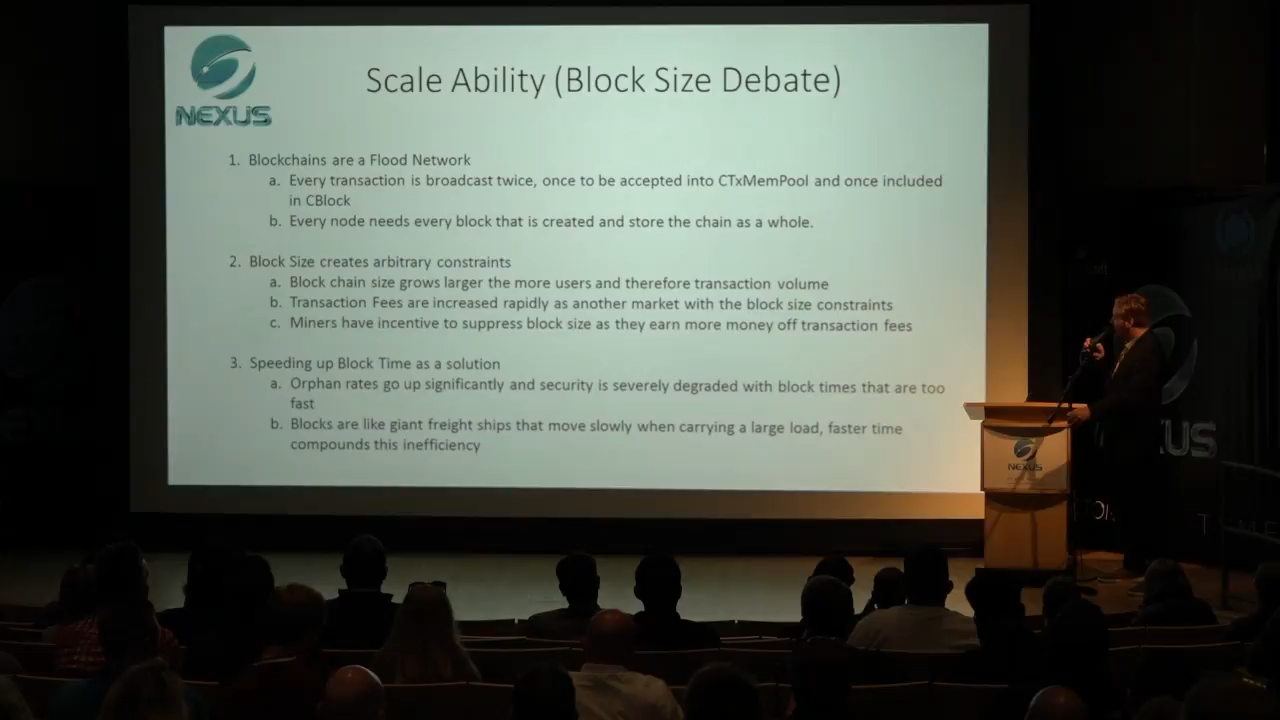 NEXUS
Scale Ability (Block Size Debate)
1. Blockchains are a Flood Network
a. Every transaction is broadcast twice, once to be accepted into CTxMemPool and once included
in CBlock
b. Every node needs every block that is created and store the chain as a whole.
2. Block Size creates arbitrary constraints
a. Block chain size grows larger the more users and therefore transaction volume
b. Transaction Fees are increased rapidly as another market with the block size constraints
c. Miners have incentive to suppress block size as they earn more money off transaction fees
3. Speeding up Block Time as a solution
a. Orphan rates go up significantly and security is severely degraded with block times that are too
fast
b. Blocks are like giant freight ships that move slowly when carrying a large load, faster time
compounds this inefficiency
NEXUS
US